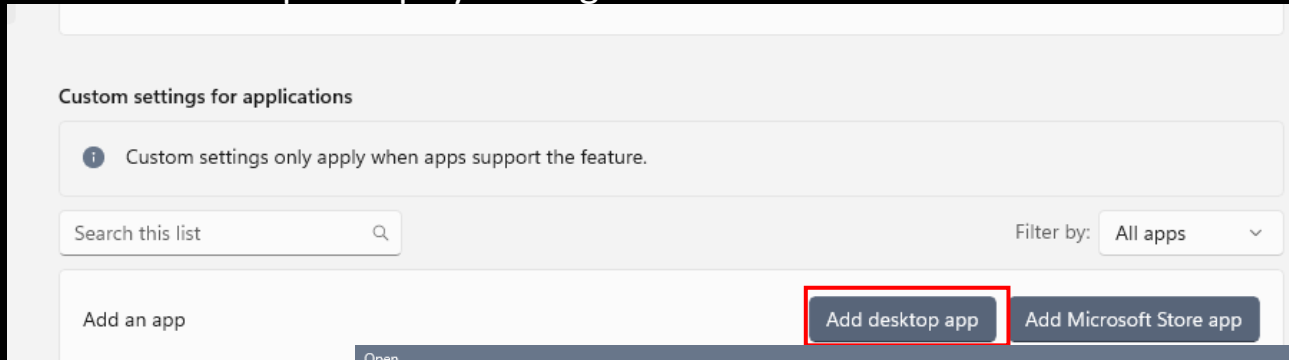 Custom settings for applications
Custom settings only apply when apps support the feature.
Search this list
Filter by: All apps
Add an app
Add desktop app
Add Microsoft Store app
Open